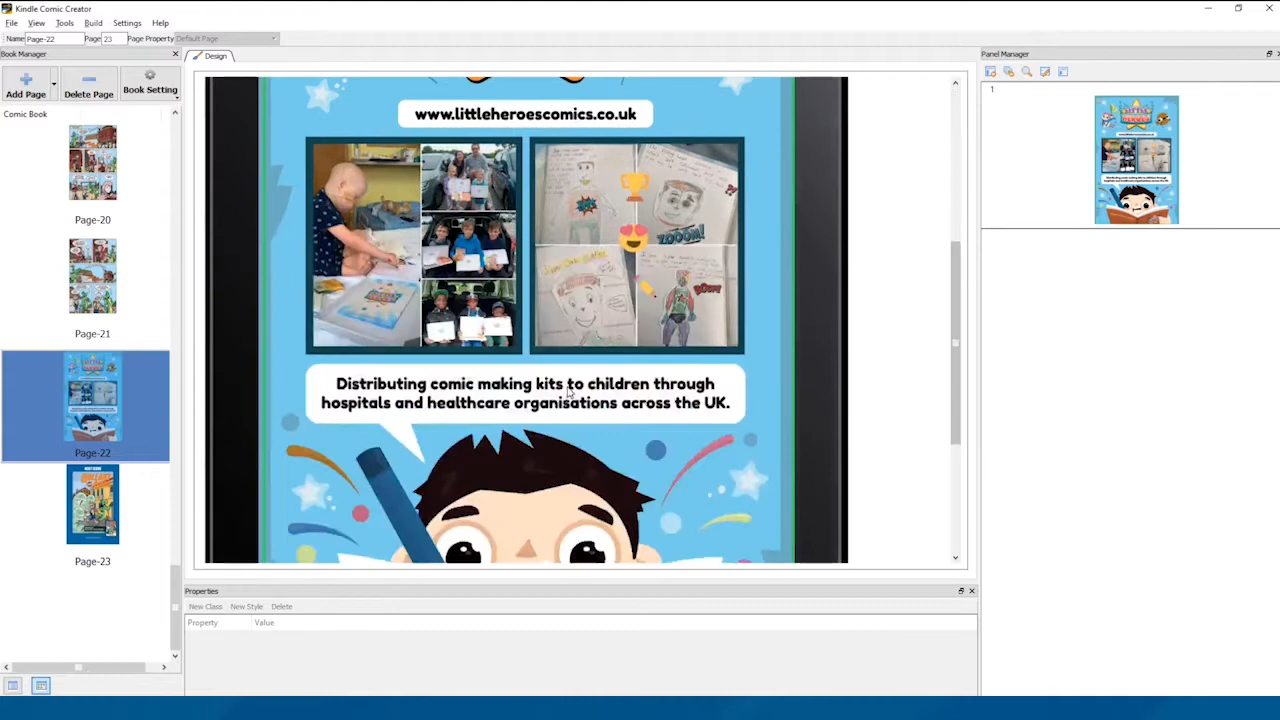 Kindle Comic Creator
File View Tools Build Settings Help
Name Page-22 Page 23 Page Property Default Page
Book Manager
Design
Panel Manager
Add Page
Delete Page
Book Setting
Comic Book
1
Page-20
Page-21
Page-22
Page-23
www.littleheroescomics.co.uk
ZOOOM!
Distributing comic making kits to children through
hospitals and healthcare organisations across the UK.
LITTLE
HEROES
Properties
New Class New Style Delete
Property Value